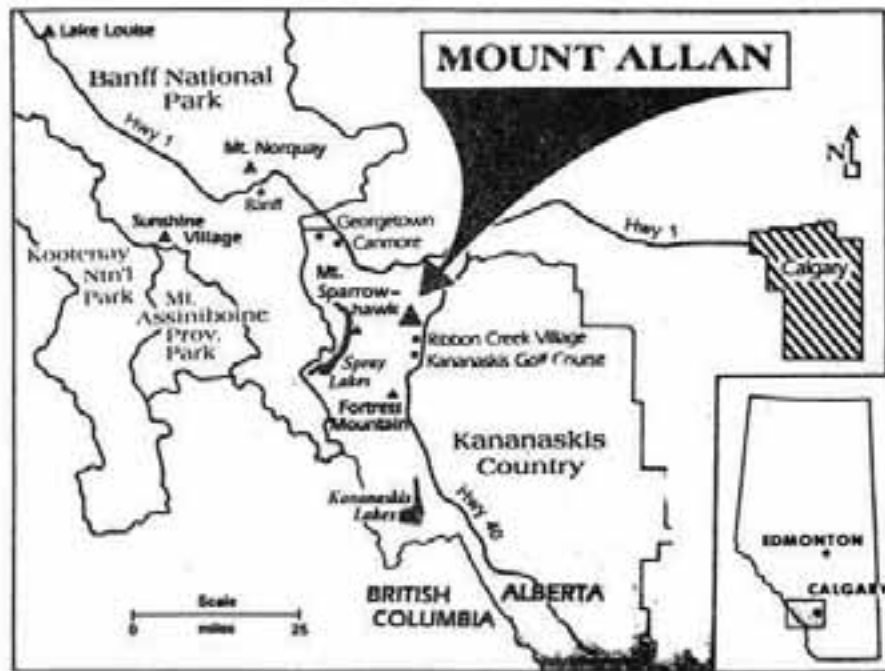 Lake Louise
MOUNT ALLAN
Banff National
Park
Hwy 1
Mt. Norquay
N
Banff
Georgetown
Canmore
Hwy 1
Sunshine
Village
Calgary
Kootenay
Ntn'l
Park
Mt.
Sparrow-
hawk
Mt.
Assiniboine
Prov.
Park
Ribbon Creek Village
Kananaskis Golf Course
Spray
Lakes
Fortress
Mountain
Kananaskis
Country
Kananaskis
Lakes
Hwy 40
EDMONTON
CALGARY
BRITISH
COLUMBIA
ALBERTA
Scale
0 miles 25